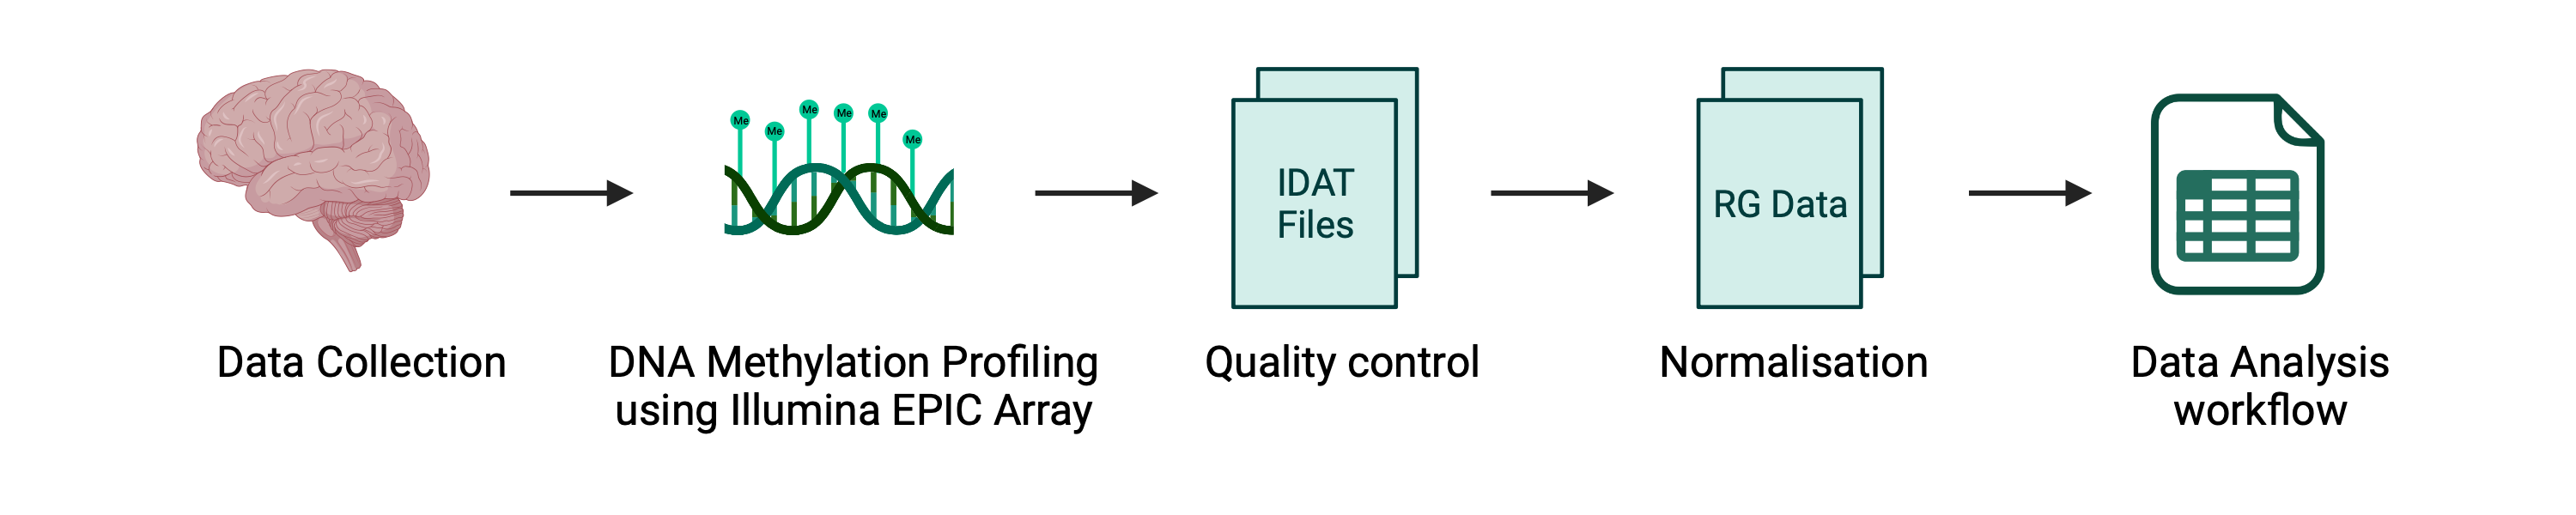 Me
Me
Me
Me
Me
Me
IDAT
Files
RG Data
Data Collection
DNA Methylation Profiling
using Illumina EPIC Array
Quality control
Normalisation
Data Analysis
workflow